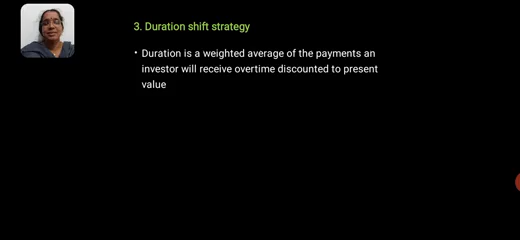 3. Duration shift strategy
• Duration is a weighted average of the payments an
investor will receive overtime discounted to present
value